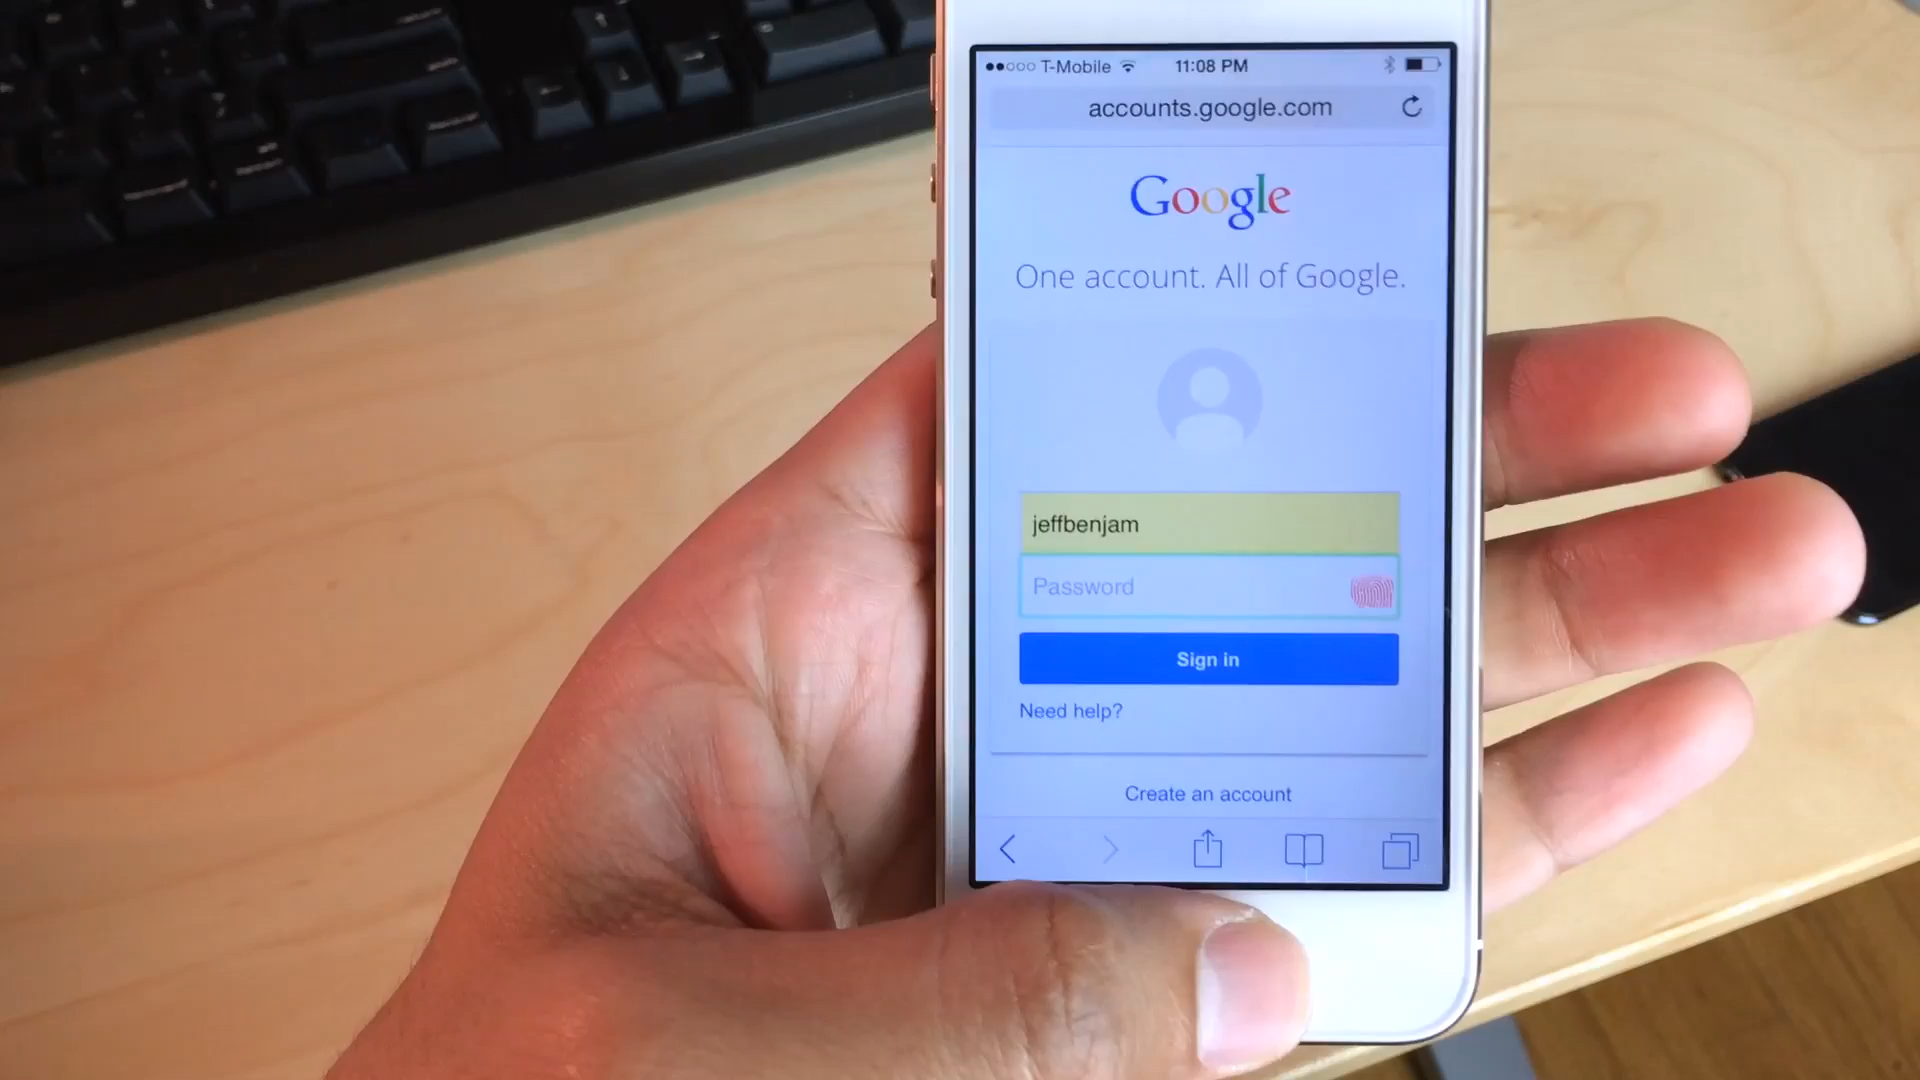 T-Mobile 11:08 PM
accounts.google.com
Google
One account. All of Google.
jeffbenjam
Password
Sign in
Need help?
Create an account